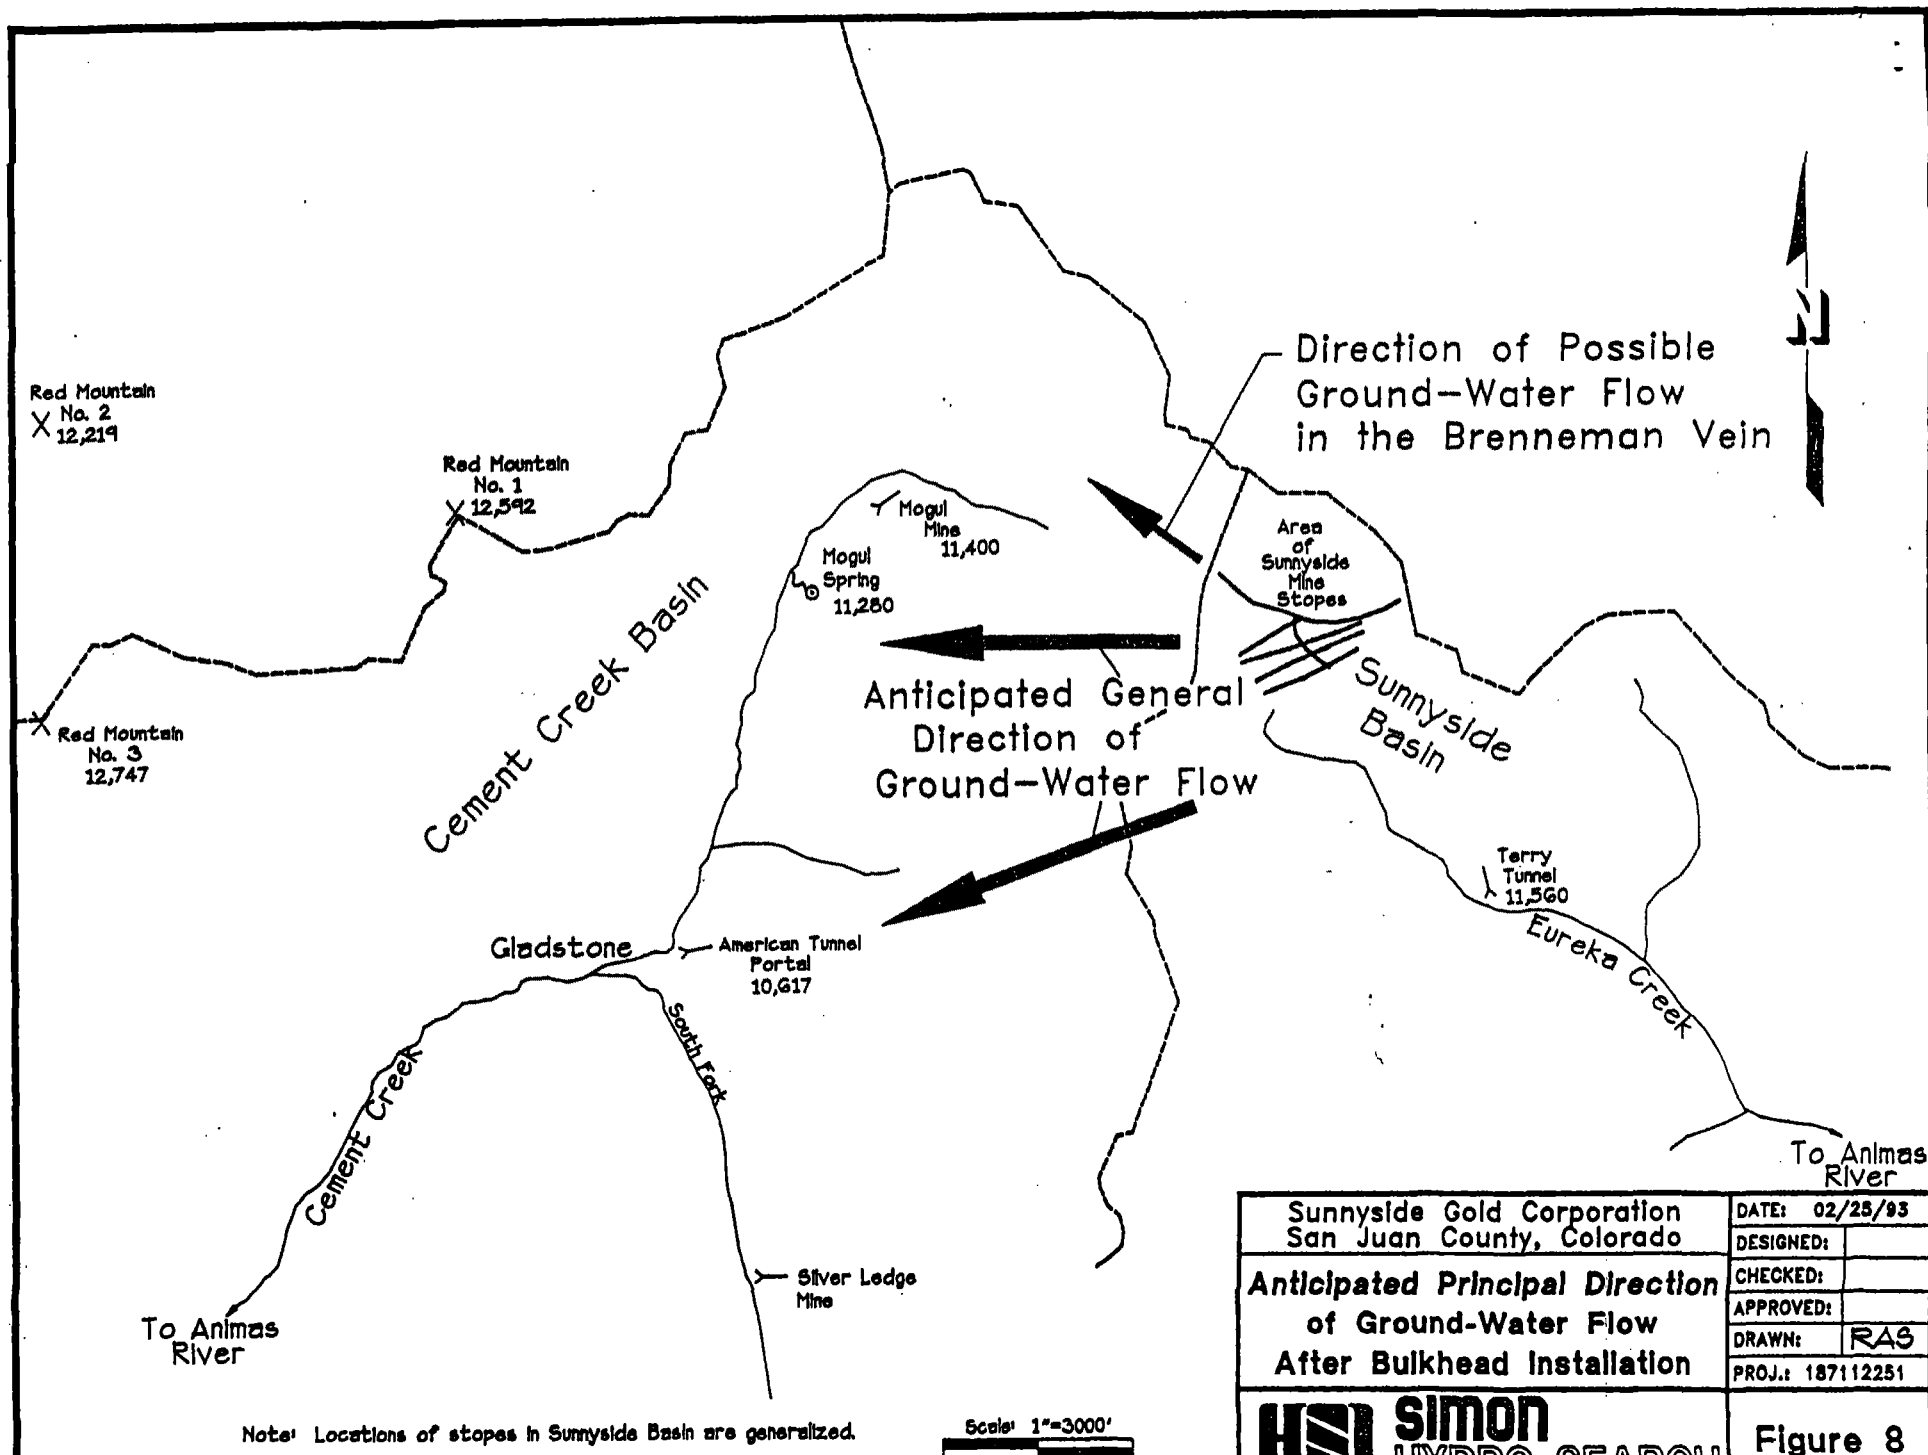 N
Direction of Possible
Ground-Water Flow
in the Brenneman Vein
Red Mountain
No. 2
12,219
Red Mountain
No. 1
12,592
Mogul
Mine
11,400
Mogul
Spring
11,280
Area
of
Sunnyside
Mine
Stopes
Cement Creek Basin
Anticipated General
Direction of
Ground-Water Flow
Sunnyside
Basin
Red Mountain
No. 3
12,747
Terry
Tunnel
11,560
Eureka Creek
Gladstone
American Tunnel
Portal
10,617
South Fork
Cement Creek
To Animas
River
Silver Ledge
Mine
To Animas
River
Sunnyside Gold Corporation
San Juan County, Colorado
Anticipated Principal Direction
of Ground-Water Flow
After Bulkhead Installation
DATE: 02/25/93
DESIGNED:
CHECKED:
APPROVED:
DRAWN: RAS
PROJ.: 187112251
Note: Locations of stopes in Sunnyside Basin are generalized.
Scale: 1"=3000'
simon
HYDRO-SEARCH
Figure 8